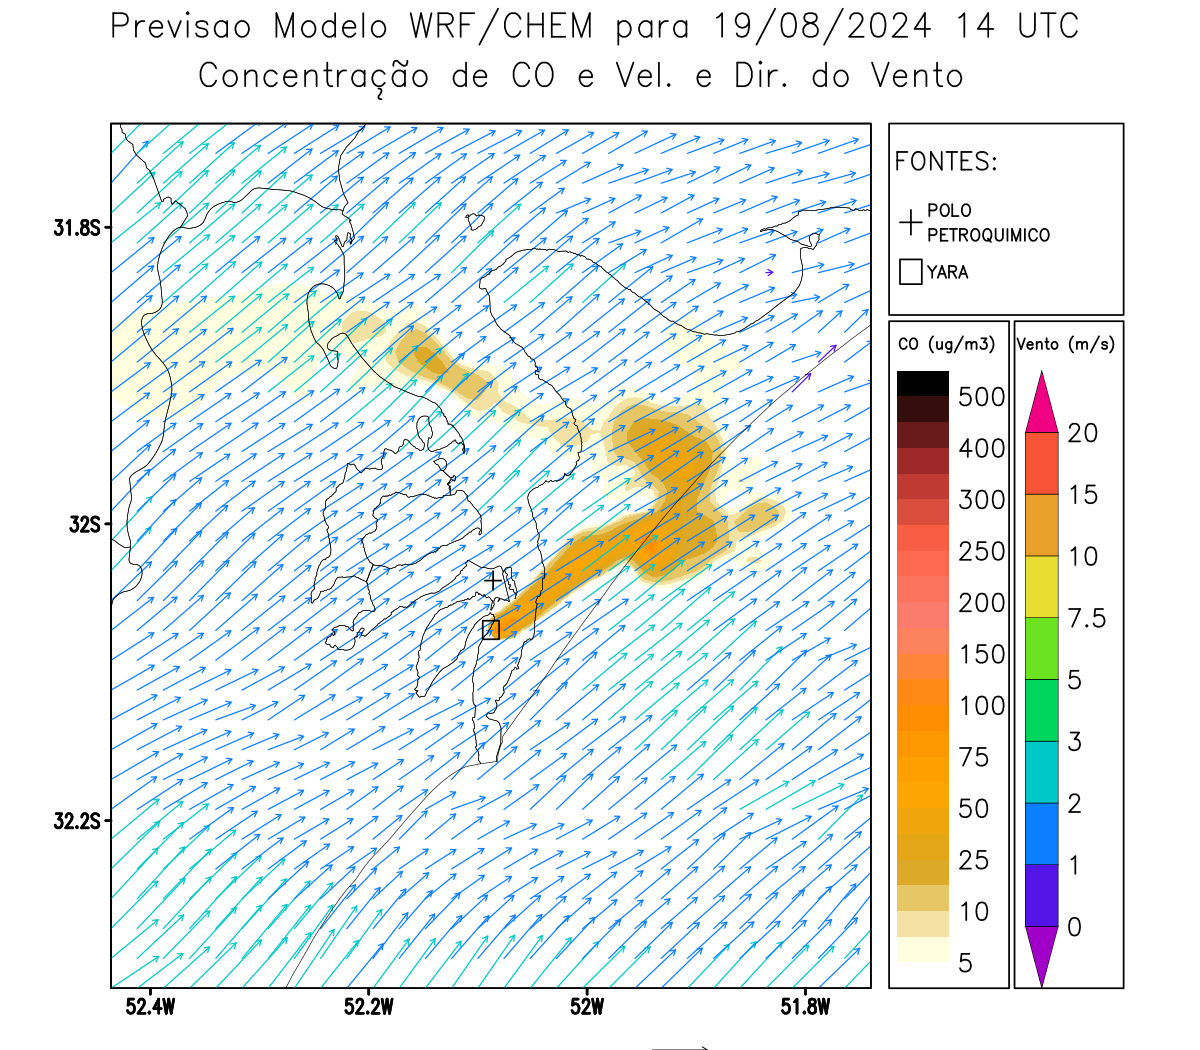 Previsao Modelo WRF/CHEM para 19/08/2024 14 UTC
Concentração de CO e Vel. e Dir. do Vento
FONTES:
POLO
PETROQUIMICO
YARA
31.8S
32S
32.2S
52.4W 52.2W 52W 51.8W
CO (ug/m3)
500
400
300
250
200
150
100
75
50
25
10
5
Vento (m/s)
20
15
10
7.5
5
3
2
1
0